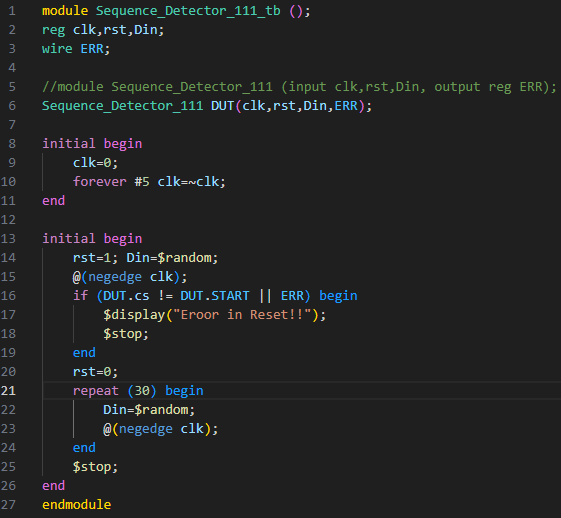 1 module Sequence_Detector_111_tb ();
2 reg clk,rst,Din;
3 wire ERR;
4
5 //module Sequence_Detector_111 (input clk,rst,Din, output reg ERR);
6 Sequence_Detector_111 DUT(clk,rst,Din,ERR);
7
8 initial begin
9     clk=0;
10     forever #5 clk=~clk;
11 end
12
13 initial begin
14     rst=1; Din=$random;
15     @(negedge clk);
16     if (DUT.cs != DUT.START || ERR) begin
17         $display("Eroor in Reset!!");
18         $stop;
19     end
20     rst=0;
21     repeat (30) begin
22         Din=$random;
23         @(negedge clk);
24     end
25     $stop;
26 end
27 endmodule